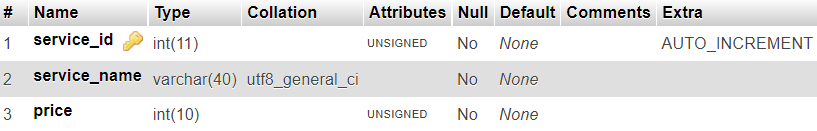 # Name Type Collation Attributes Null Default Comments Extra
1 service_id int(11) UNSIGNED No None AUTO_INCREMENT
2 service_name varchar(40) utf8_general_ci No None
3 price int(10) UNSIGNED No None